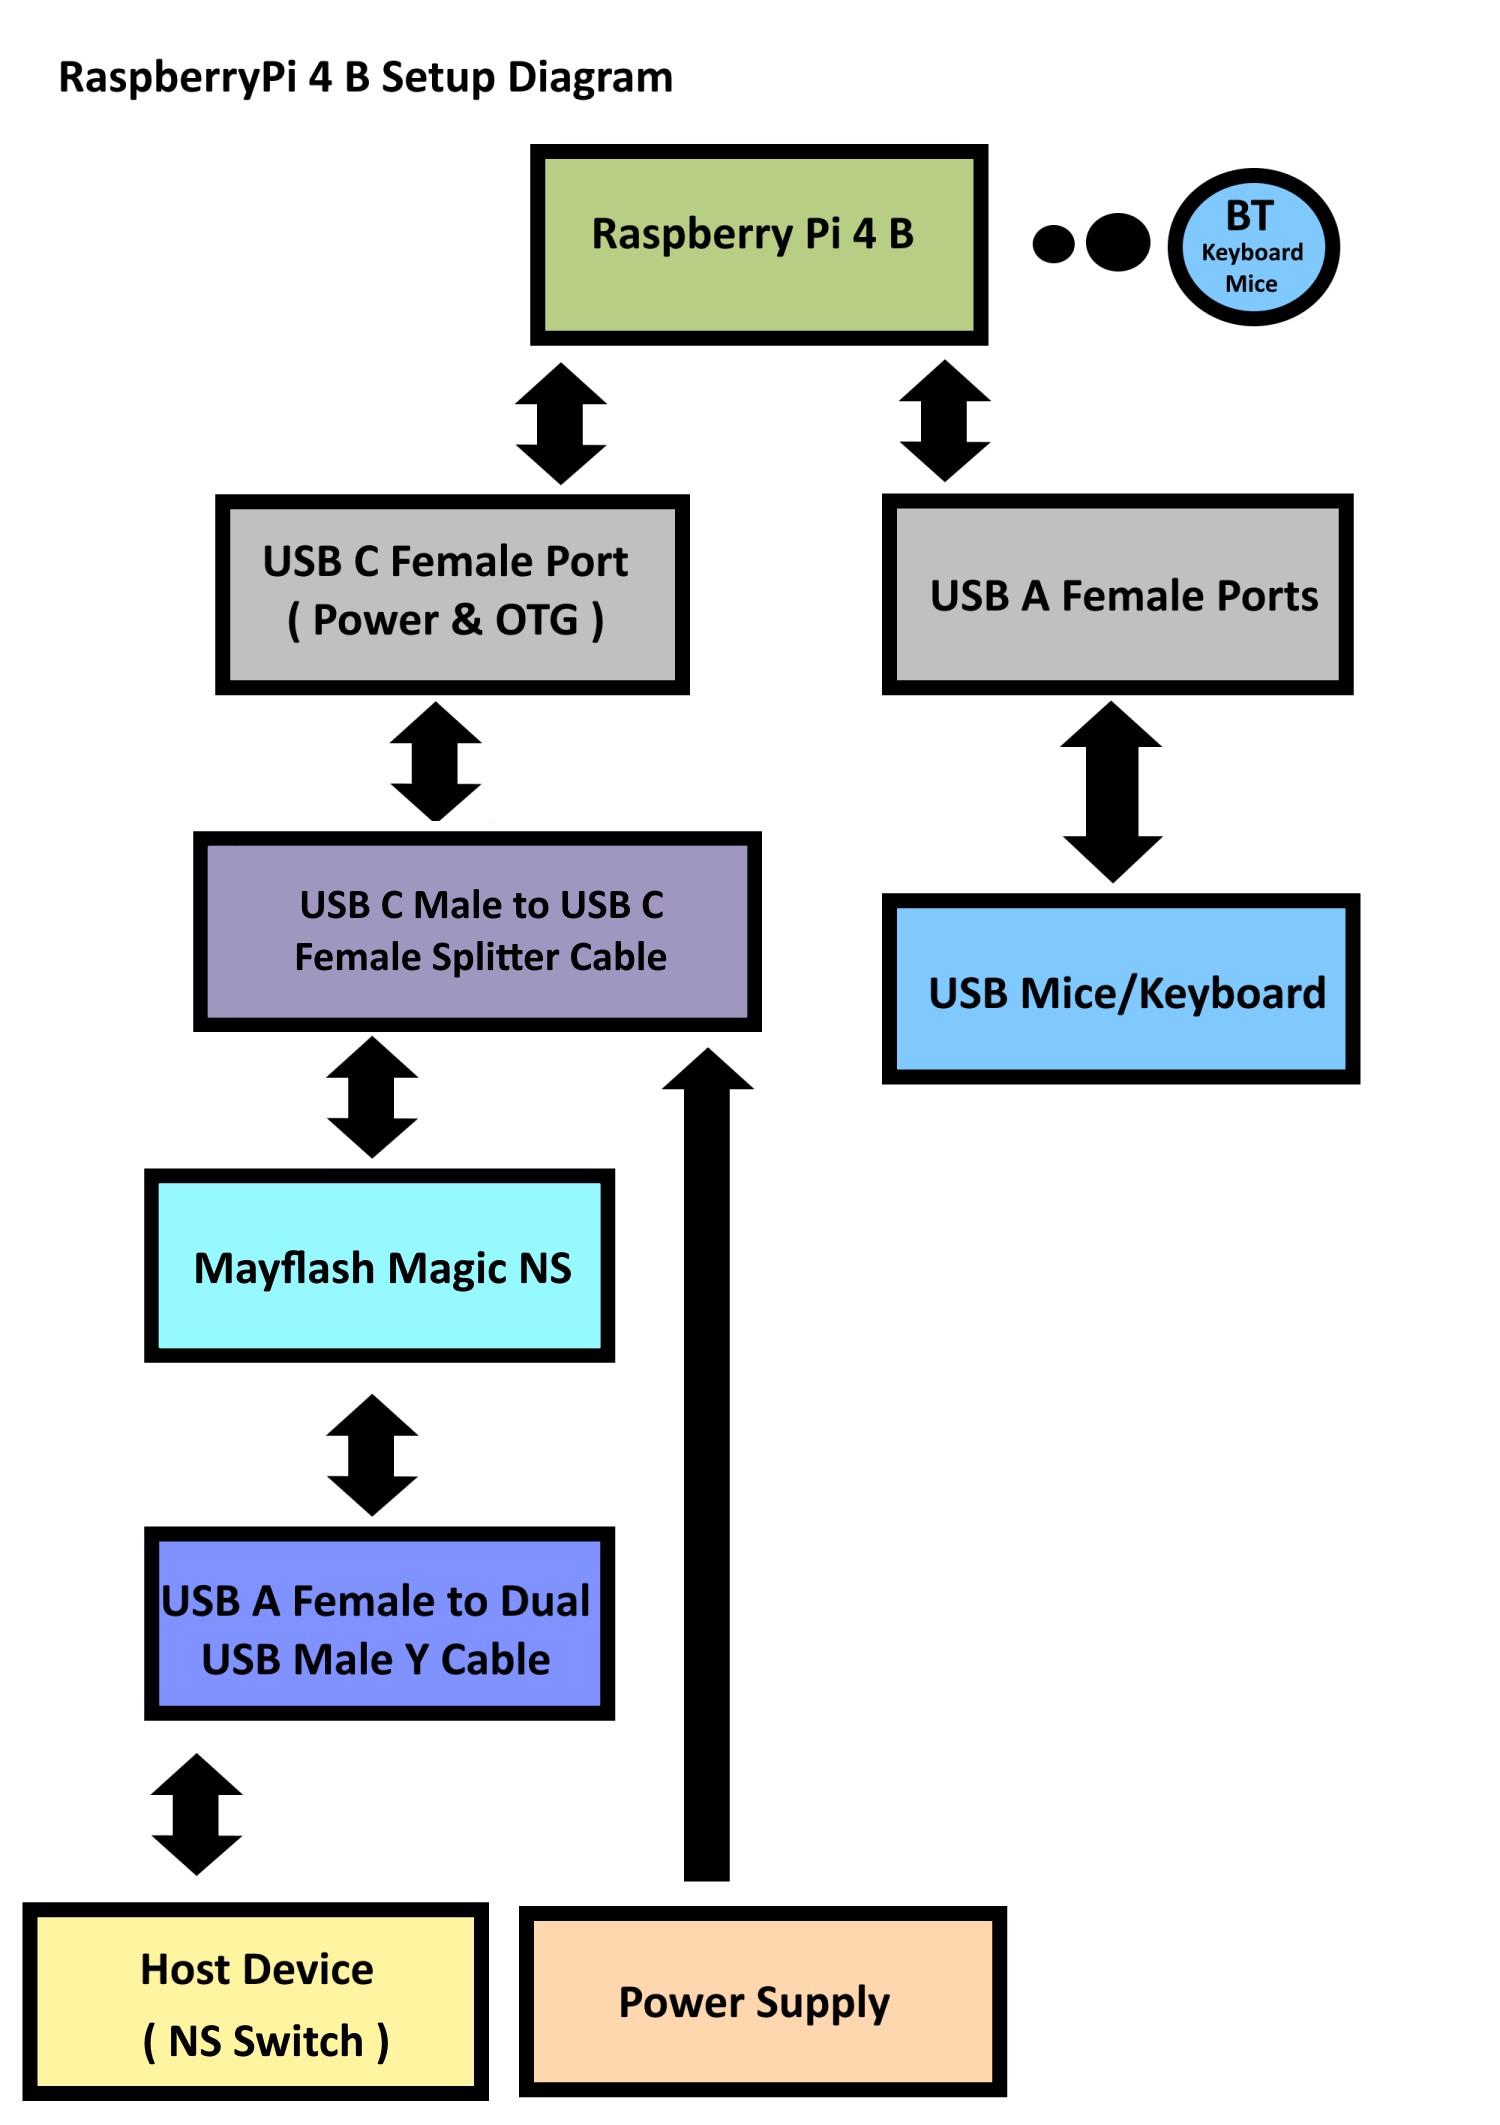 RaspberryPi 4 B Setup Diagram
Raspberry Pi 4 B
BT
Keyboard
Mice
USB C Female Port
( Power & OTG )
USB A Female Ports
USB C Male to USB C
Female Splitter Cable
USB Mice/Keyboard
Mayflash Magic NS
USB A Female to Dual
USB Male Y Cable
Host Device
( NS Switch )
Power Supply